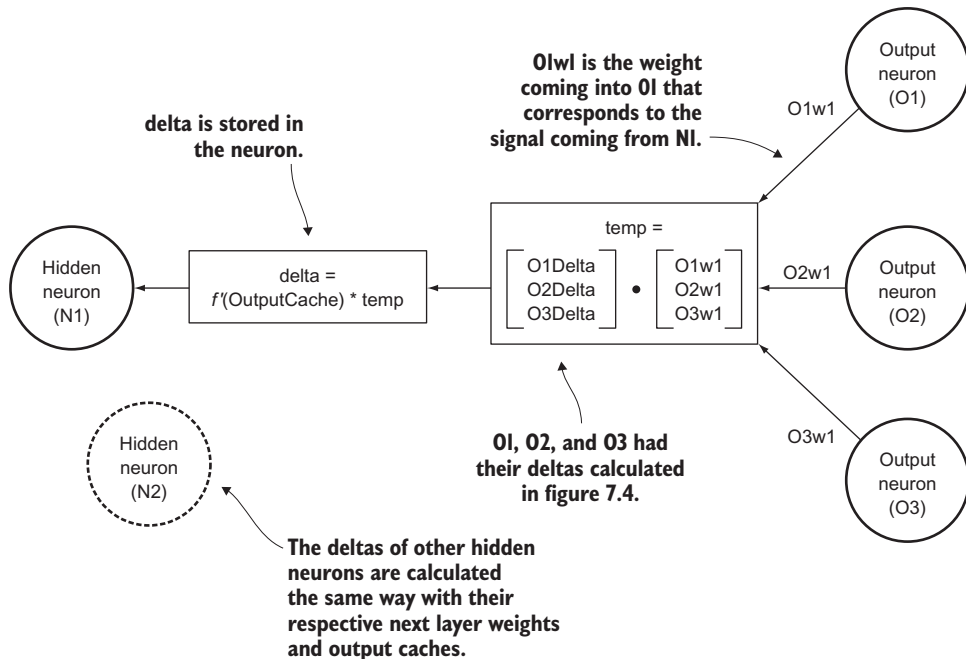 Output
neuron
(O1)
O1w1 is the weight
coming into O1 that
corresponds to the
signal coming from N1.
O1w1
delta is stored in
the neuron.
Hidden
neuron
(N1)
delta =
f'(OutputCache) * temp
temp =
O1Delta
O2Delta
O3Delta
•
O1w1
O2w1
O3w1
O2w1
Output
neuron
(O2)
O3w1
Output
neuron
(O3)
O1, O2, and O3 had
their deltas calculated
in figure 7.4.
Hidden
neuron
(N2)
The deltas of other hidden
neurons are calculated
the same way with their
respective next layer weights
and output caches.